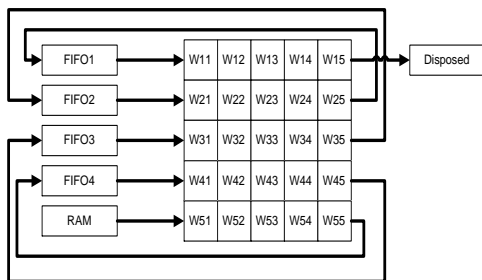 FIFO1 W11 W12 W13 W14 W15 Disposed
FIFO2 W21 W22 W23 W24 W25
FIFO3 W31 W32 W33 W34 W35
FIFO4 W41 W42 W43 W44 W45
RAM W51 W52 W53 W54 W55